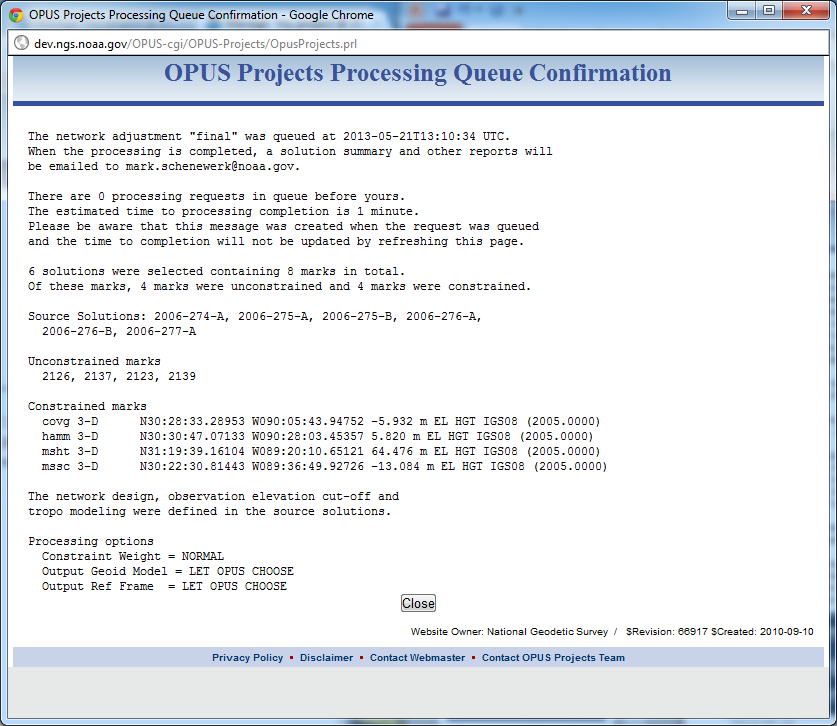 OPUS Projects Processing Queue Confirmation - Google Chrome
dev.ngs.noaa.gov/OPUS-cgi/OPUS-Projects/OpusProjects.prl
OPUS Projects Processing Queue Confirmation
The network adjustment "final" was queued at 2013-05-21T13:10:34 UTC.
When the processing is completed, a solution summary and other reports will
be emailed to mark.schenewerk@noaa.gov.
There are 0 processing requests in queue before yours.
The estimated time to processing completion is 1 minute.
Please be aware that this message was created when the request was queued
and the time to completion will not be updated by refreshing this page.
6 solutions were selected containing 8 marks in total.
Of these marks, 4 marks were unconstrained and 4 marks were constrained.
Source Solutions: 2006-274-A, 2006-275-A, 2006-275-B, 2006-276-A,
2006-276-B, 2006-277-A
Unconstrained marks
2126, 2137, 2123, 2139
Constrained marks
covg 3-D N30:28:33.28953 W090:05:43.94752 -5.932 m EL HGT IGS08 (2005.0000)
hamm 3-D N30:30:47.07133 W090:28:03.45357 5.820 m EL HGT IGS08 (2005.0000)
msht 3-D N31:19:39.16104 W089:20:10.65121 64.476 m EL HGT IGS08 (2005.0000)
mssc 3-D N30:22:30.81443 W089:36:49.92726 -13.084 m EL HGT IGS08 (2005.0000)
The network design, observation elevation cut-off and
tropo modeling were defined in the source solutions.
Processing options
Constraint Weight = NORMAL
Output Geoid Model = LET OPUS CHOOSE
Output Ref Frame = LET OPUS CHOOSE
Close
Website Owner: National Geodetic Survey / $Revision: 66917 $Created: 2010-09-10
Privacy Policy • Disclaimer • Contact Webmaster • Contact OPUS Projects Team